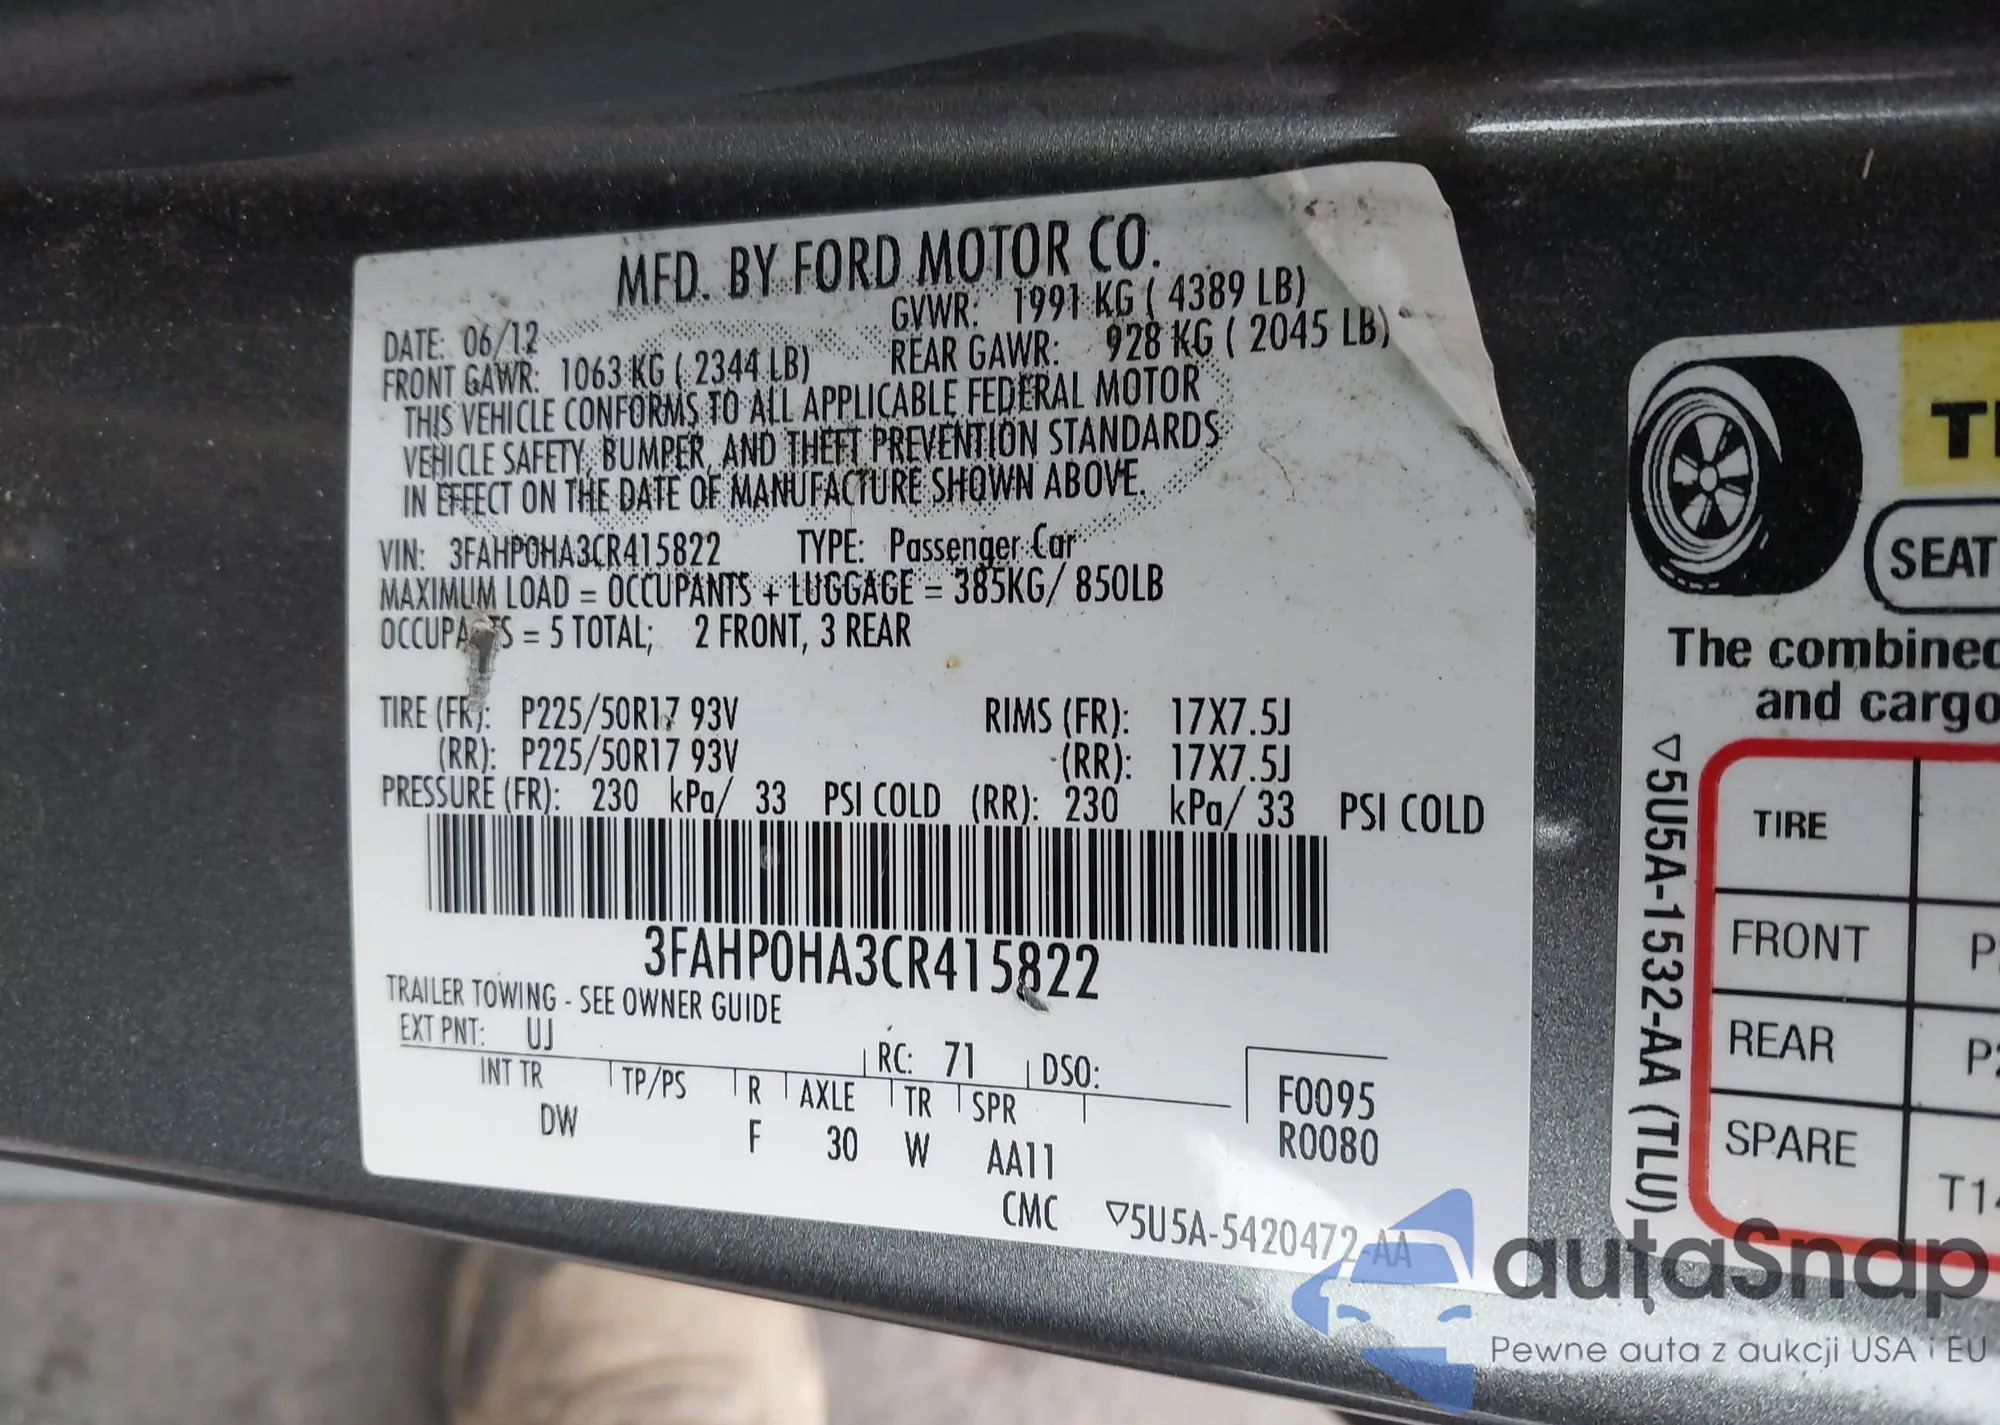 MFD. BY FORD MOTOR CO.
DATE: 06/12 GVWR: 1991 KG ( 4389 LB)
FRONT GAWR: 1063 KG ( 2344 LB) REAR GAWR: 928 KG ( 2045 LB)
THIS VEHICLE CONFORMS TO ALL APPLICABLE FEDERAL MOTOR
VEHICLE SAFETY, BUMPER, AND THEFT PREVENTION STANDARDS
IN EFFECT ON THE DATE OF MANUFACTURE SHOWN ABOVE.
VIN: 3FAHP0HA3CR415822 TYPE: Passenger Car
MAXIMUM LOAD = OCCUPANTS + LUGGAGE = 385KG/ 850LB
OCCUPANTS = 5 TOTAL; 2 FRONT, 3 REAR
TIRE (FR): P225/50R17 93V RIMS (FR): 17X7.5J
(RR): P225/50R17 93V (RR): 17X7.5J
PRESSURE (FR): 230 kPa/ 33 PSI COLD (RR): 230 kPa/ 33 PSI COLD
3FAHP0HA3CR415822
TRAILER TOWING - SEE OWNER GUIDE
EXT PNT: UJ RC: 71 DSO:
INT TR TP/PS R AXLE TR SPR F0095
DW F 30 W AA11 R0080
CMC ▽5U5A-5420472-AA
SEAT
The combined
and cargo
▽5U5A-1532-AA (TLU)
TIRE
FRONT P
REAR P2
SPARE T14
autoSnap
Pewne auta z aukcji USA i EU